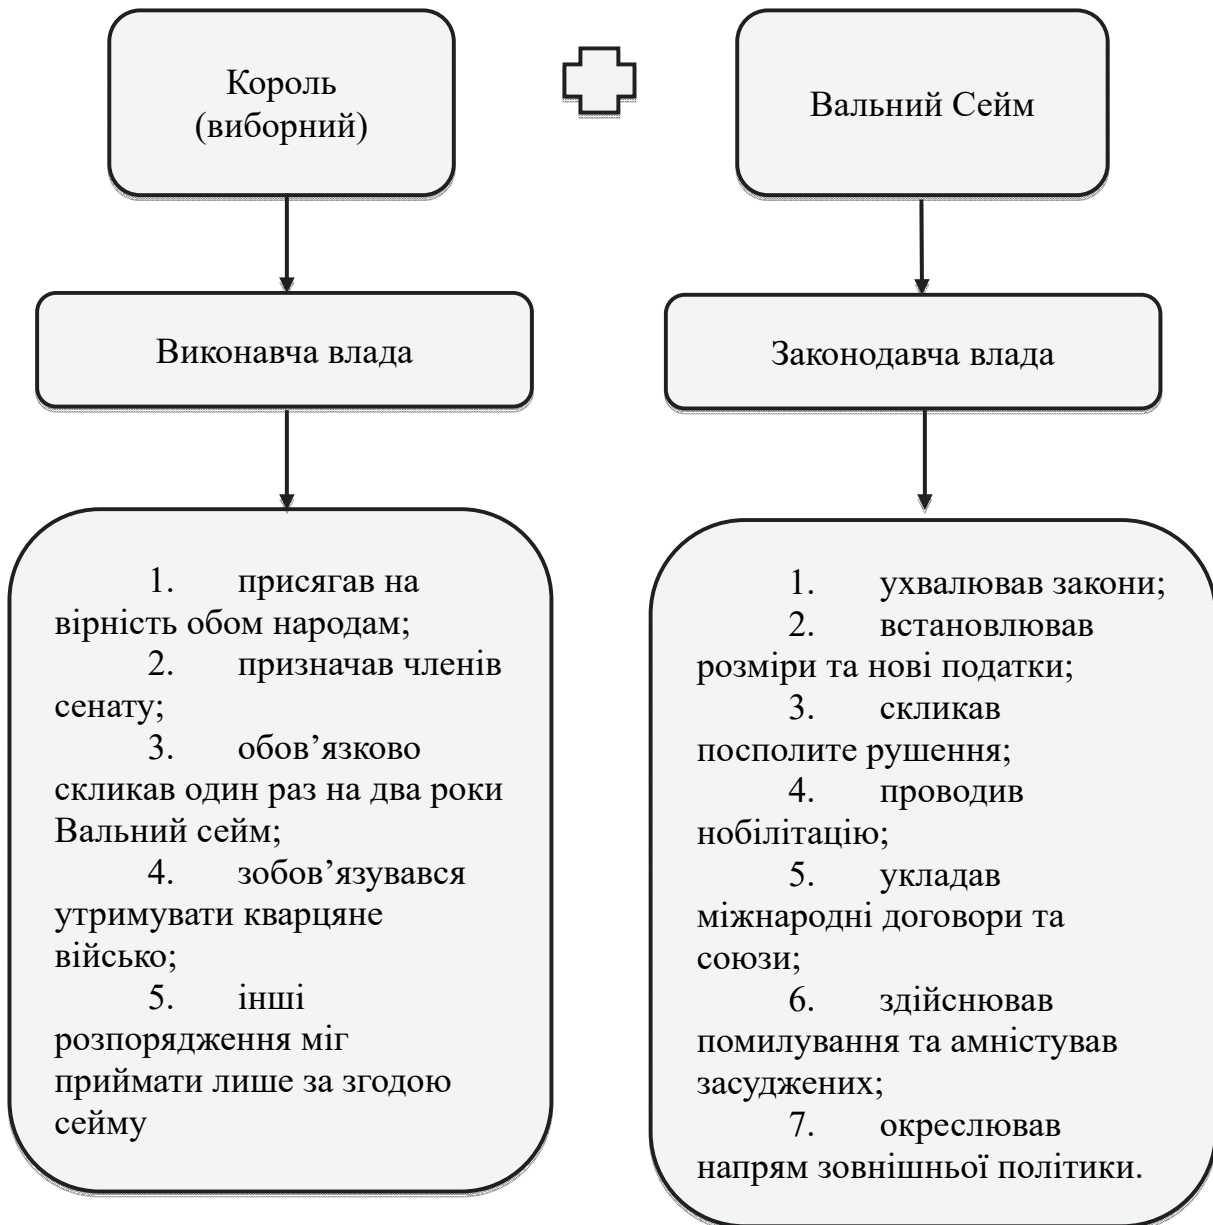 Король
(виборний)
Вальний Сейм
Виконавча влада
Законодавча влада
1. присягав на
вірність обом народам;
2. призначав членів
сенату;
3. обов’язково
скликав один раз на два роки
Вальний сейм;
4. зобов’язувався
утримувати кварцяне
військо;
5. інші
розпорядження міг
приймати лише за згодою
сейму
1. ухвалював закони;
2. встановлював
розміри та нові податки;
3. скликав
посполите рушення;
4. проводив
нобілітацію;
5. укладав
міжнародні договори та
союзи;
6. здійснював
помилування та амністував
засуджених;
7. окреслював
напрям зовнішньої політики.